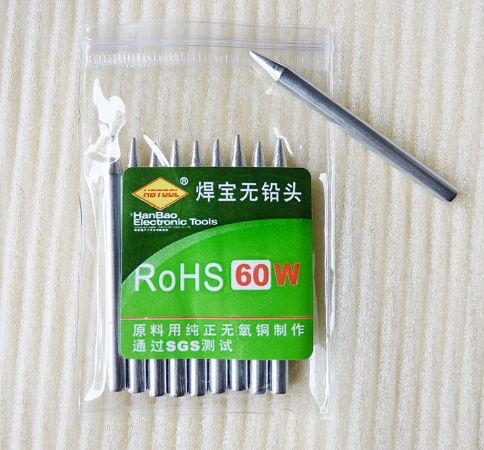 HBTOOL ®
焊宝无铅头
HanBao
Electronic Tools
RoHS 60W
原料用纯正无氧铜制作
通过SGS测试